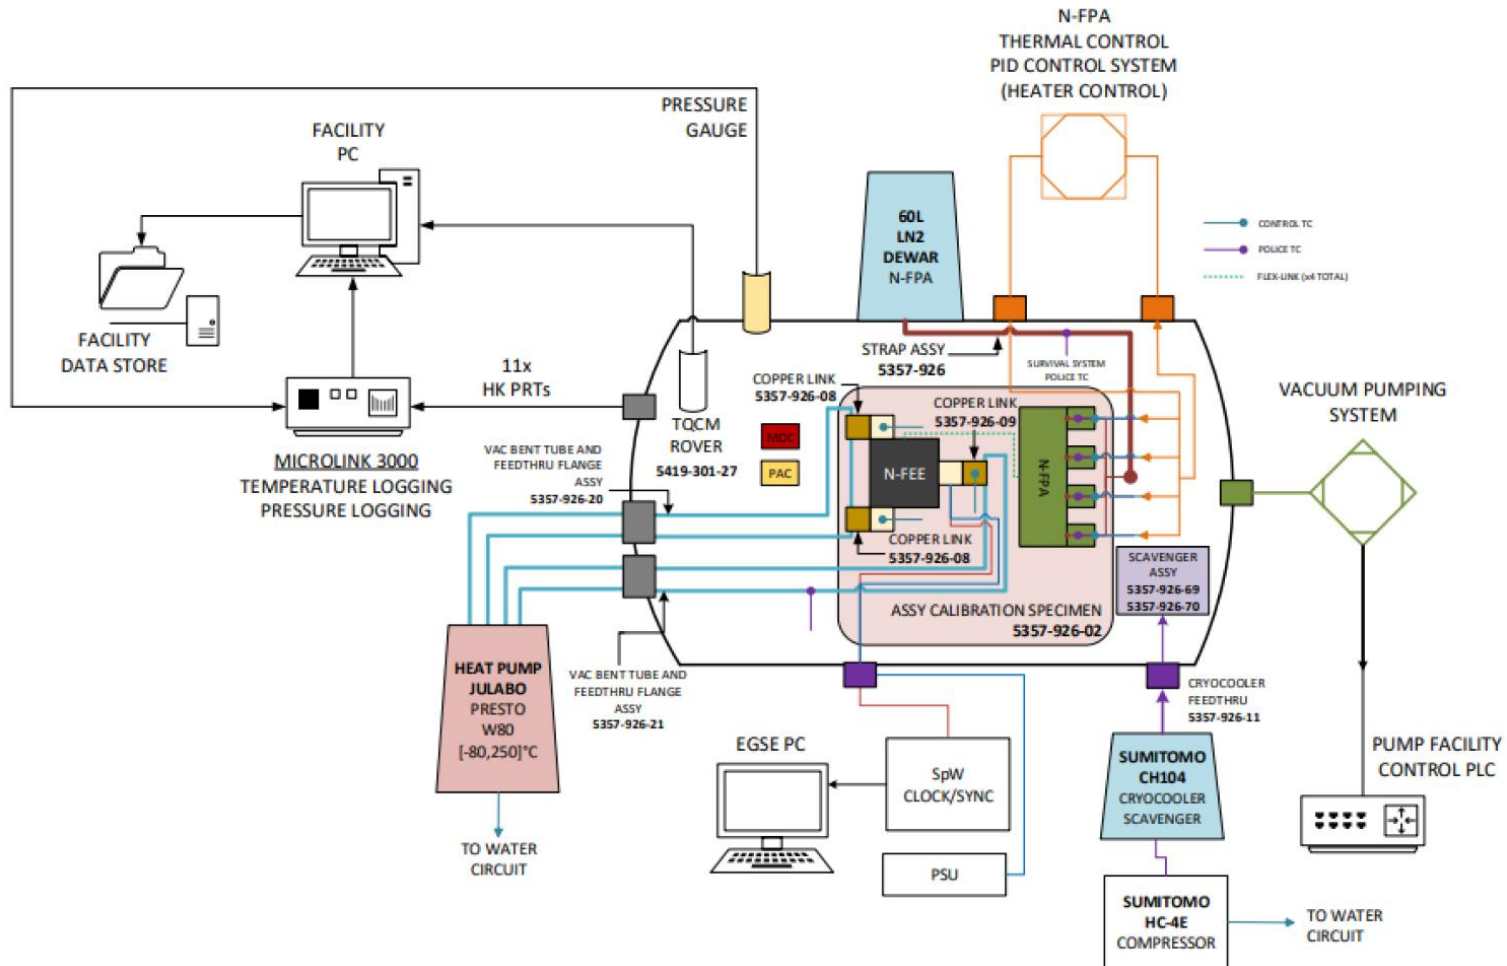 N-FPA
THERMAL CONTROL
PID CONTROL SYSTEM
(HEATER CONTROL)
PRESSURE
GAUGE
FACILITY
PC
60L
LN2
DEWAR
N-FPA
CONTROL TC
POLICE TC
FLEX-LINK (x4 TOTAL)
FACILITY
DATA STORE
11x
HK PRTs
TQCM
ROVER
5419-301-27
STRAP ASSY
5357-926
SURVIVAL SYSTEM
POLICE TC
VACUUM PUMPING
SYSTEM
COPPER LINK
5357-926-08
COPPER LINK
5357-926-09
MICROLINK 3000
TEMPERATURE LOGGING
PRESSURE LOGGING
VAC BENT TUBE AND
FEEDTHRU FLANGE
ASSY
5357-926-20
MOC
PAC
N-FEE
N-FPA
COPPER LINK
5357-926-08
SCAVENGER
ASSY
5357-926-69
5357-926-70
ASSY CALIBRATION SPECIMEN
5357-926-02
HEAT PUMP
JULABO
PRESTO
W80
[-80,250]°C
VAC BENT TUBE AND
FEEDTHRU FLANGE
ASSY
5357-926-21
CRYOCOOLER
FEEDTHRU
5357-926-11
EGSE PC
SpW
CLOCK/SYNC
SUMITOMO
CH104
CRYOCOOLER
SCAVENGER
PUMP FACILITY
CONTROL PLC
TO WATER
CIRCUIT
PSU
SUMITOMO
HC-4E
COMPRESSOR
TO WATER
CIRCUIT